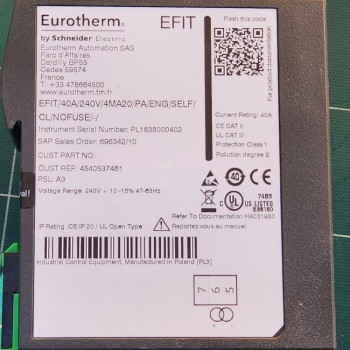 Eurotherm®
EFIT
Flash this code
by Schneider Electric
Eurotherm Automation SAS
Parc d'Affaires
Dardilly BP55
Cedex 59574
France
T: +33 478664500
www.eurotherm.tm.fr
For product documentation
EFIT/40A/240V/4MA20/PA/ENG/SELF/
CL/NOFUSE/-/
Instrument Serial Number: PL1638000402
SAP Sales Order: 696342/10
CUST PART NO:
CUST REF NO: 4540537461
PSL: A3
Voltage Range: 240V + 10 -15% 47-63Hz
Current Rating: 40A
CE CAT II
UL CAT III
Protection Class 1
Pollution degree 2
40
CE
C UL US LISTED
74B5
E86160
Refer To Documentation HA031980
IP Rating : CE IP 20 / UL Open Type
Reportez vous au manuel
Industrial Control Equipment, Manufactured in Poland [PL3]
7 6 5